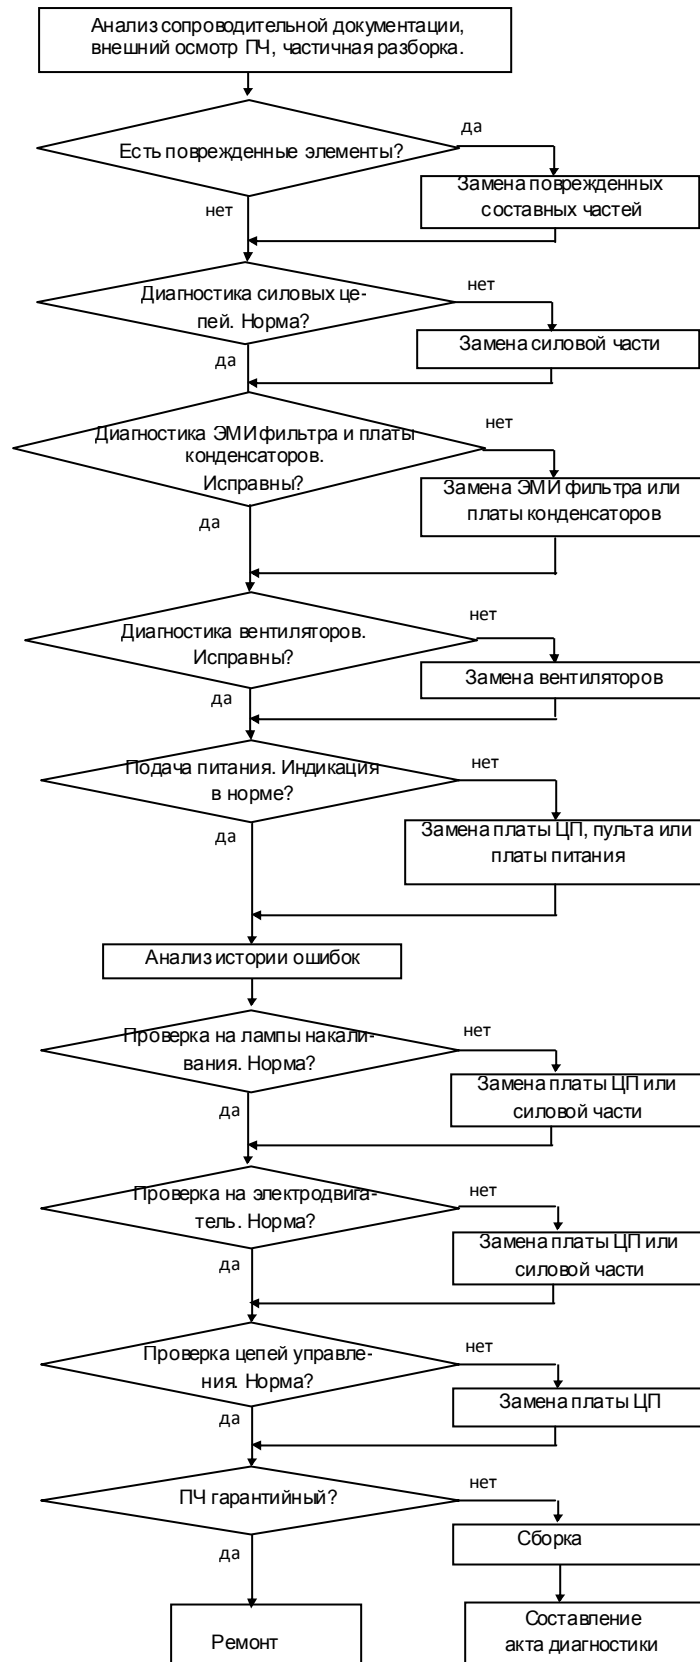 Анализ сопроводительной документации,
внешний осмотр ПЧ, частичная разборка.
да
Есть поврежденные элементы?
Замена поврежденных
составных частей
нет
Диагностика силовых це-
пей. Норма?
нет
Замена силовой части
да
Диагностика ЭМИ фильтра и платы
конденсаторов.
Исправны?
нет
Замена ЭМИ фильтра или
платы конденсаторов
да
Диагностика вентиляторов.
Исправны?
нет
Замена вентиляторов
да
Подача питания. Индикация
в норме?
нет
Замена платы ЦП, пульта или
платы питания
да
Анализ истории ошибок
Проверка на лампы накали-
вания. Норма?
нет
Замена платы ЦП или
силовой части
да
Проверка на электродвига-
тель. Норма?
нет
Замена платы ЦП или
силовой части
да
Проверка цепей управле-
ния. Норма?
нет
Замена платы ЦП
да
ПЧ гарантийный?
нет
Сборка
да
Ремонт
Составление
акта диагностики